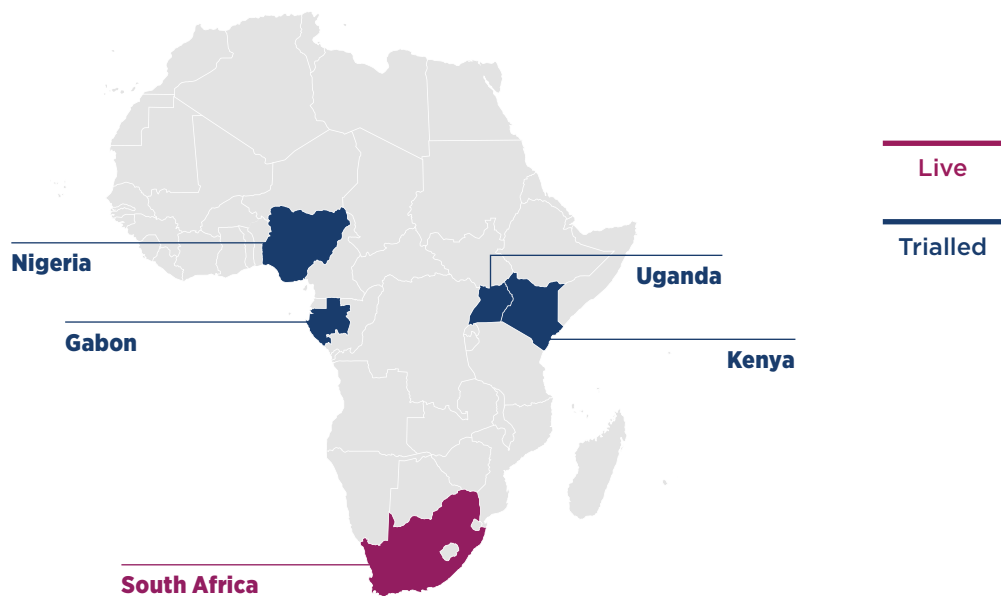 Live
Trialled
Nigeria
Uganda
Gabon
Kenya
South Africa